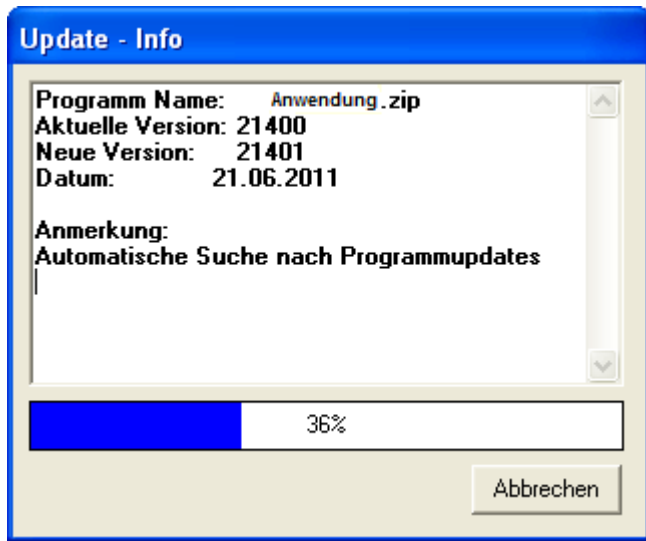 Update - Info
Programm Name: Anwendung.zip
Aktuelle Version: 21400
Neue Version: 21401
Datum: 21.06.2011
Anmerkung:
Automatische Suche nach Programmupdates
36%
Abbrechen